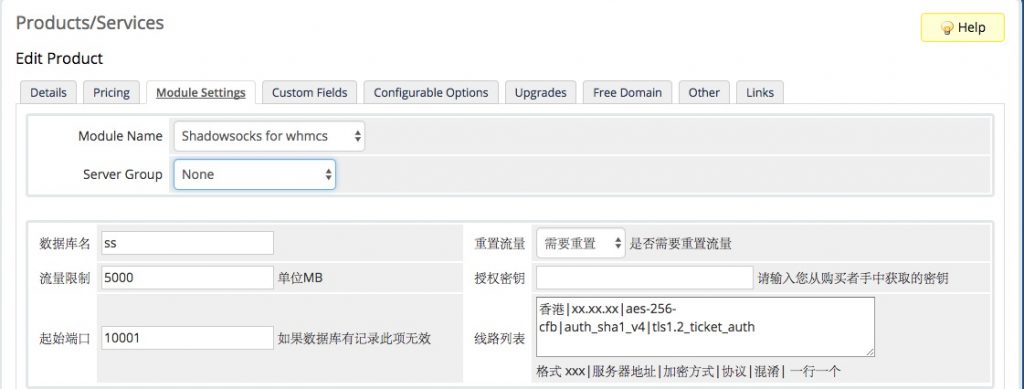 Products/Services
Help
Edit Product
Details Pricing Module Settings Custom Fields Configurable Options Upgrades Free Domain Other Links
Module Name Shadowsocks for whmcs
Server Group None
数据库名 ss 重置流量 需要重置 是否需要重置流量
流量限制 5000 单位MB 授权密钥 请输入您从购买者手中获取的密钥
起始端口 10001 如果数据库有记录此项无效 线路列表
香港|xx.xx.xx|aes-256-
cfb|auth_sha1_v4|tls1.2_ticket_auth
格式 xxx|服务器地址|加密方式|协议|混淆| 一行一个